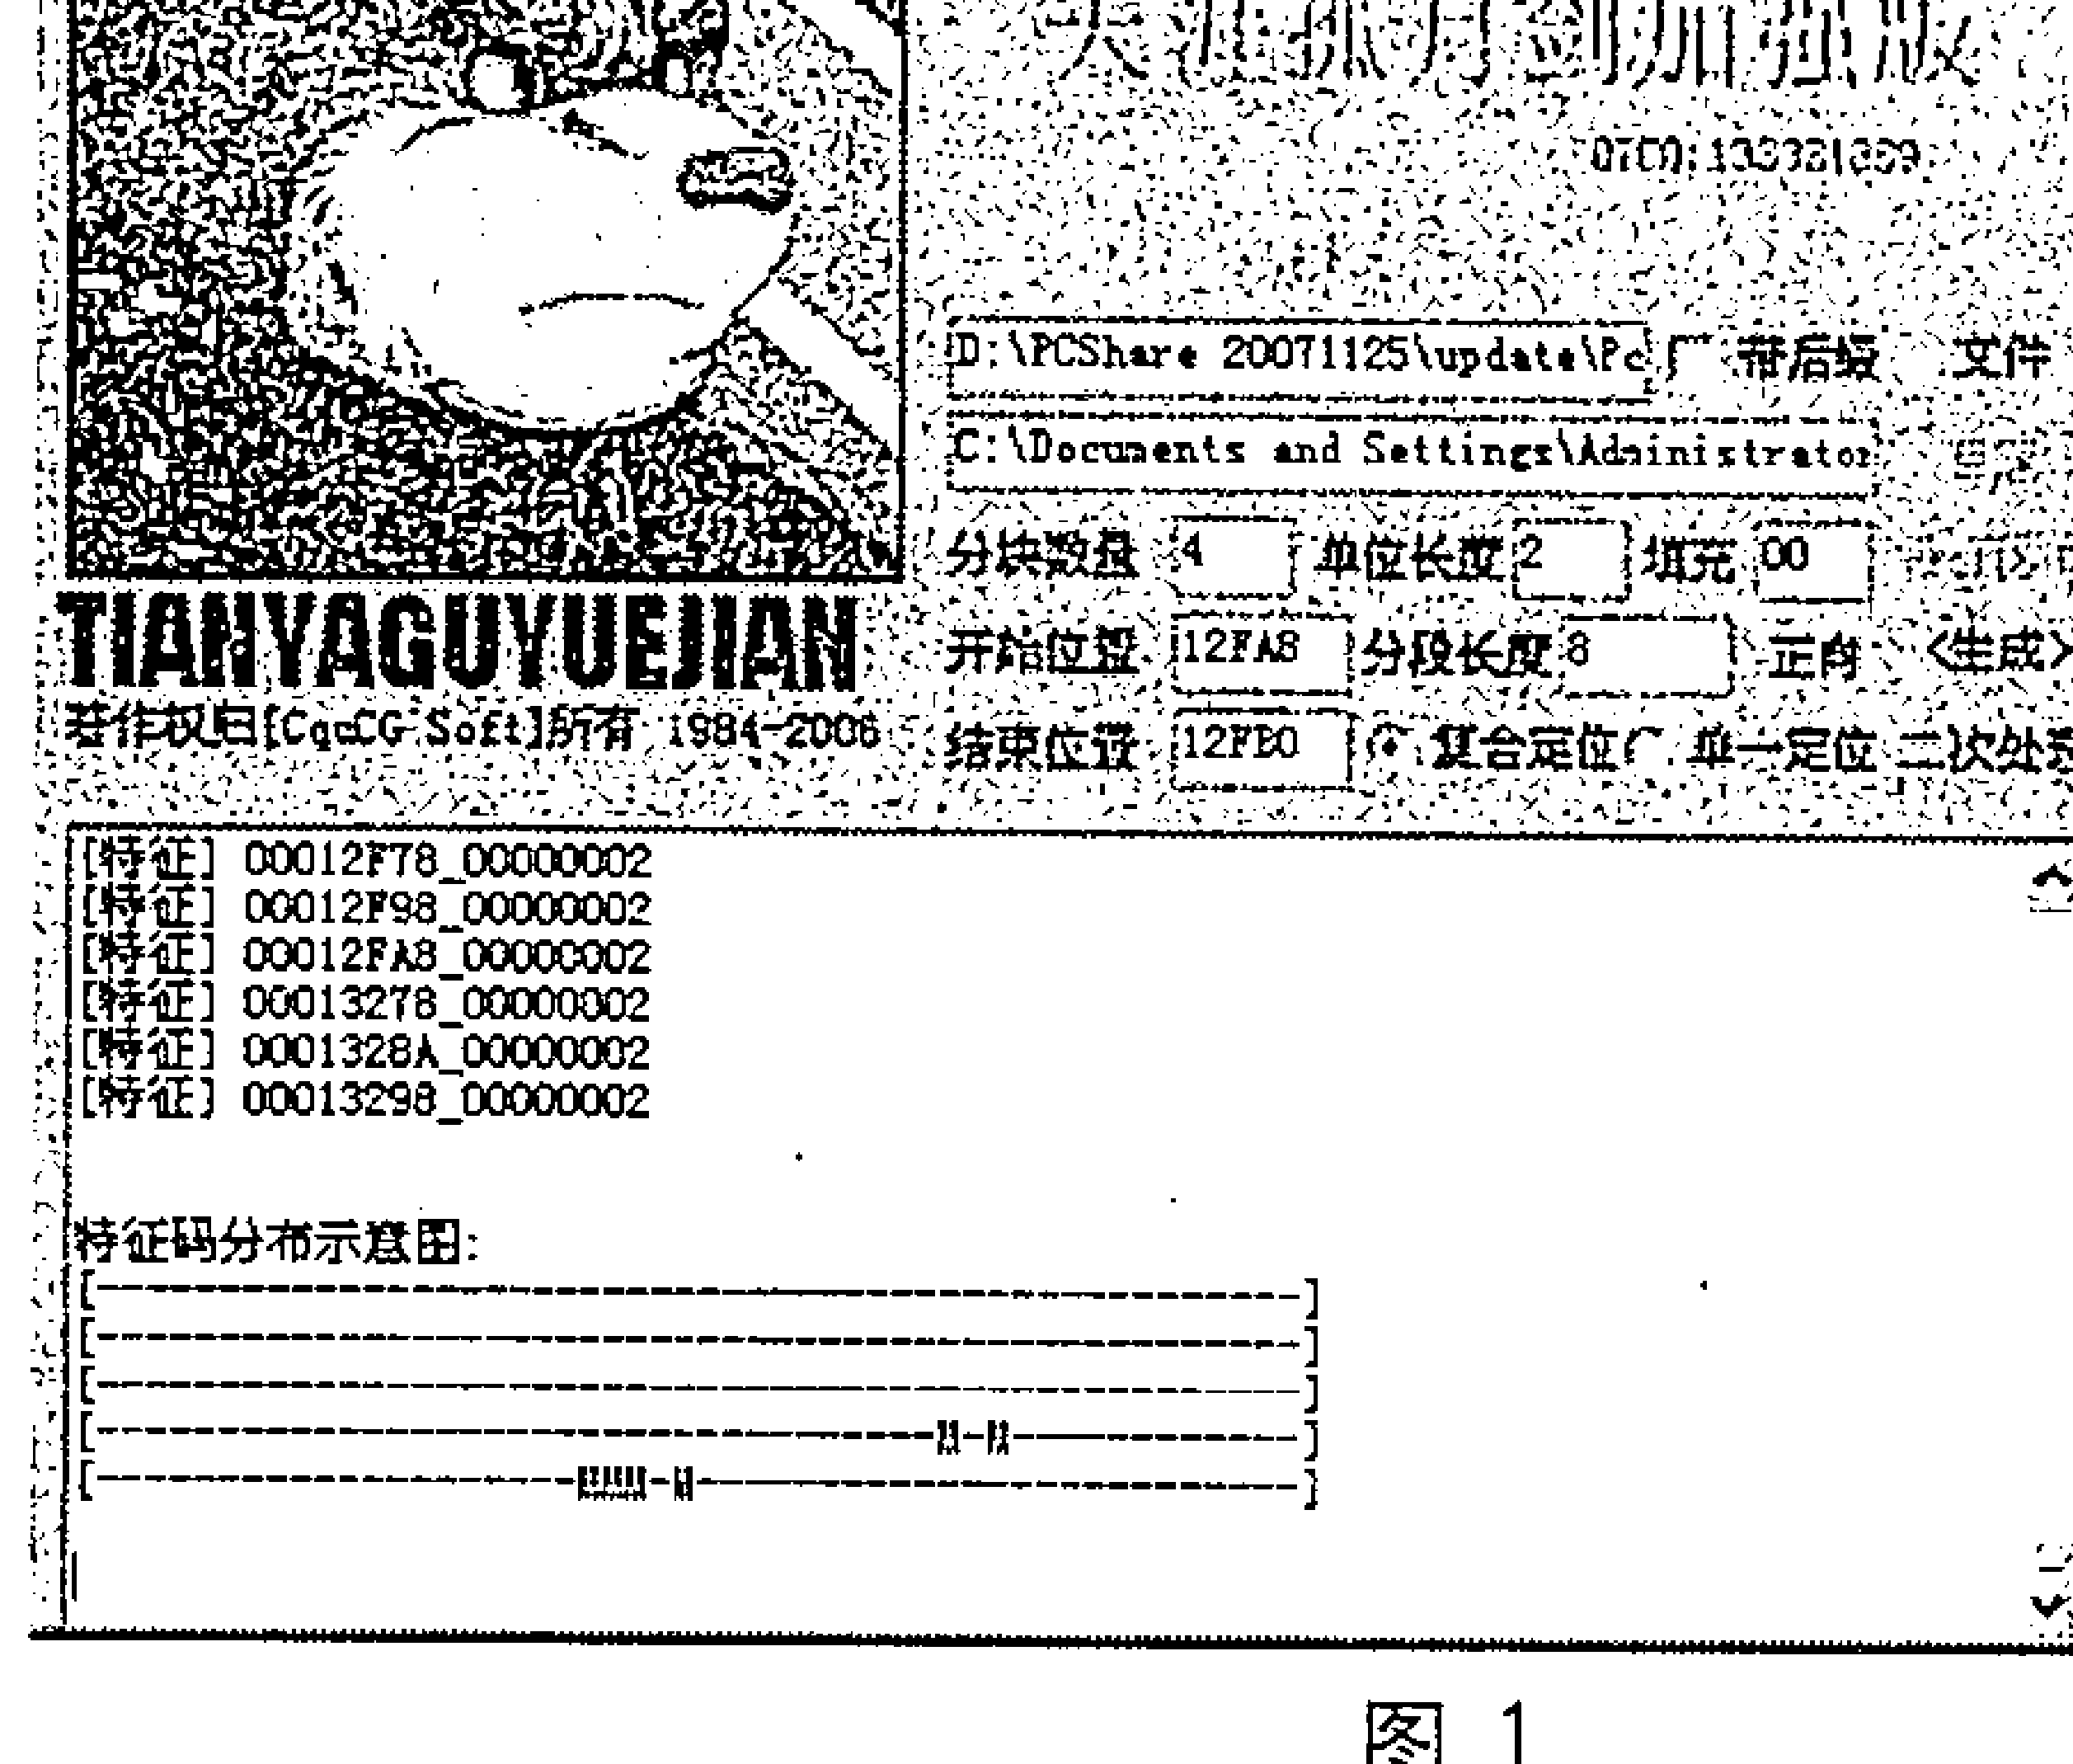 加强版
D:\PCShare 20071125\update\Pc 带后缀 文件
C:\Documents and Settings\Administrator
分块数量 4 单位长度 2 填充 00
TIANYAGUYUEJIAN
开始位置 12FA8 分段长度 8 正向 <生成>
著作权归[CqcCG Soft]所有 1984-2006
结束位置 12FB0 复合定位 单一定位 二次处理
[特征] 00012F78_00000002
[特征] 00012F98_00000002
[特征] 00012FA8_00000002
[特征] 00013278_00000002
[特征] 0001328A_00000002
[特征] 00013298_00000002
特征码分布示意图:
图 1